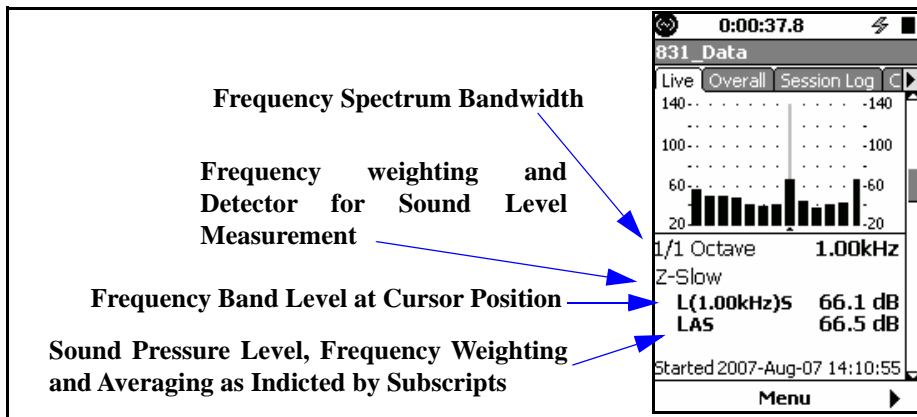 Frequency Spectrum Bandwidth
Frequency weighting and
Detector for Sound Level
Measurement
Frequency Band Level at Cursor Position
Sound Pressure Level, Frequency Weighting
and Averaging as Indicted by Subscripts
0:00:37.8
831_Data
Live Overall Session Log C
140 -140
100 -100
60 -60
20 -20
1/1 Octave 1.00kHz
Z-Slow
L(1.00kHz)S 66.1 dB
LAS 66.5 dB
Started 2007-Aug-07 14:10:55
Menu